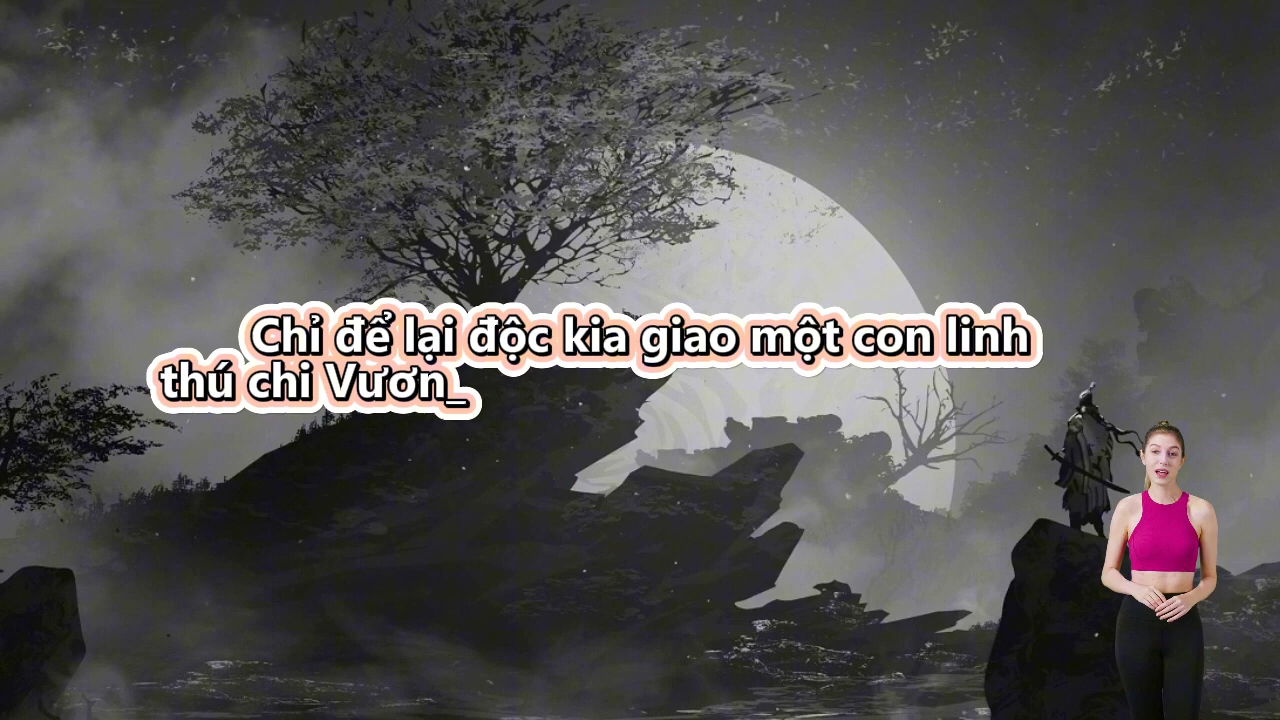 Chỉ để lại độc kia giao một con linh
thú chi Vươn_